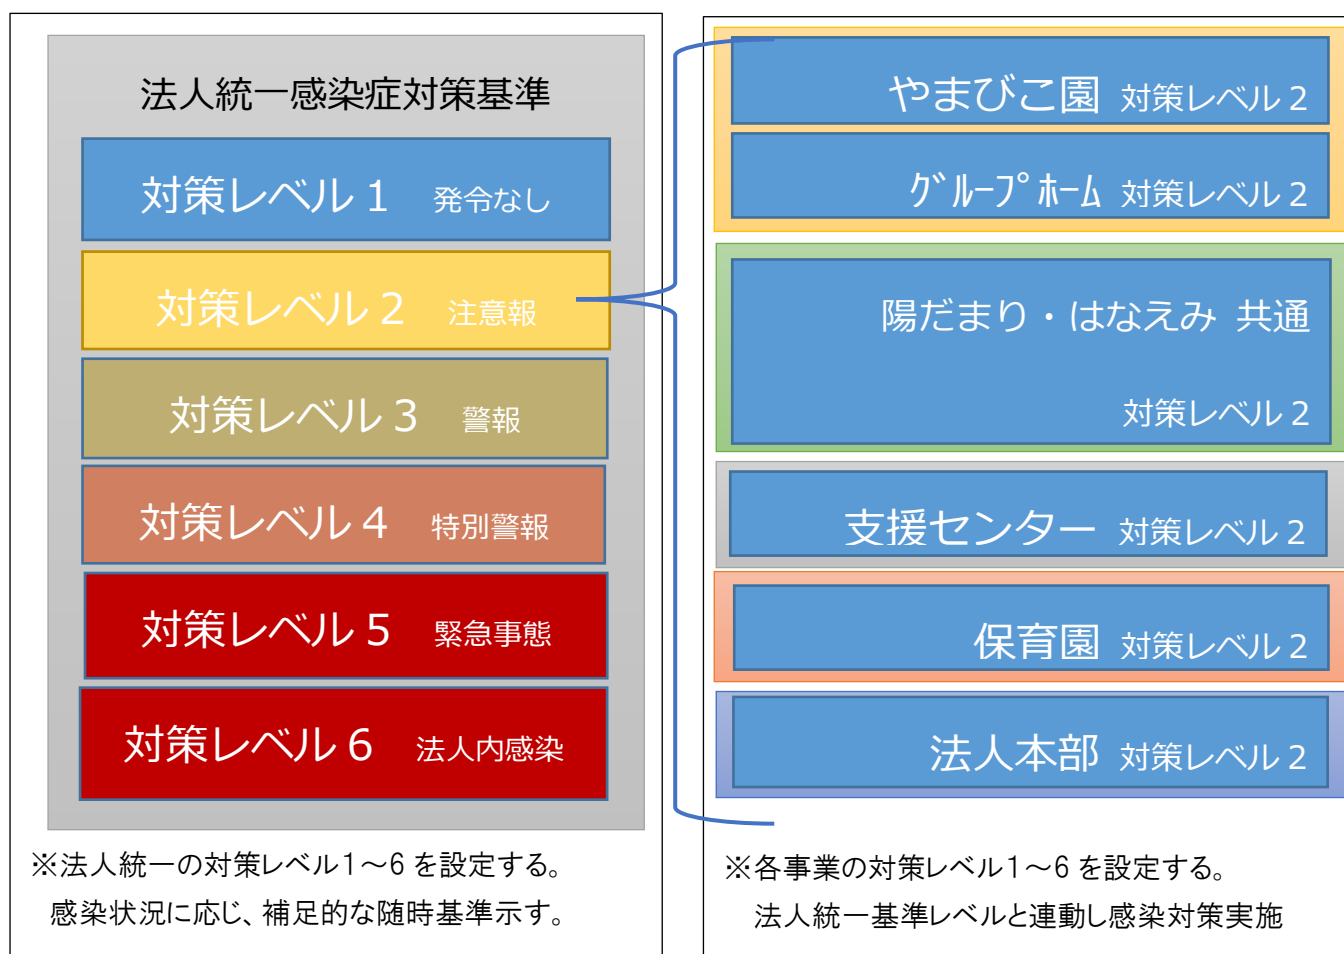 法人統一感染症対策基準
対策レベル１ 発令なし
対策レベル２ 注意報
対策レベル３ 警報
対策レベル４ 特別警報
対策レベル５ 緊急事態
対策レベル６ 法人内感染
※法人統一の対策レベル１～６を設定する。
感染状況に応じ、補足的な随時基準示す。
やまびこ園 対策レベル２
ｸﾞﾙｰﾌﾟﾎｰﾑ 対策レベル２
陽だまり・はなえみ 共通
対策レベル２
支援センター 対策レベル２
保育園 対策レベル２
法人本部 対策レベル２
※各事業の対策レベル１～６を設定する。
法人統一基準レベルと連動し感染対策実施